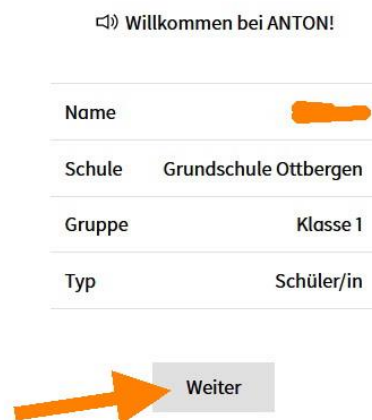 Willkommen bei ANTON!
Name
Schule Grundschule Ottbergen
Gruppe Klasse 1
Typ Schüler/in
Weiter